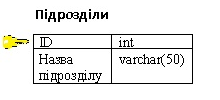 Підрозділи
ID int
Назва varchar(50)
підрозділу